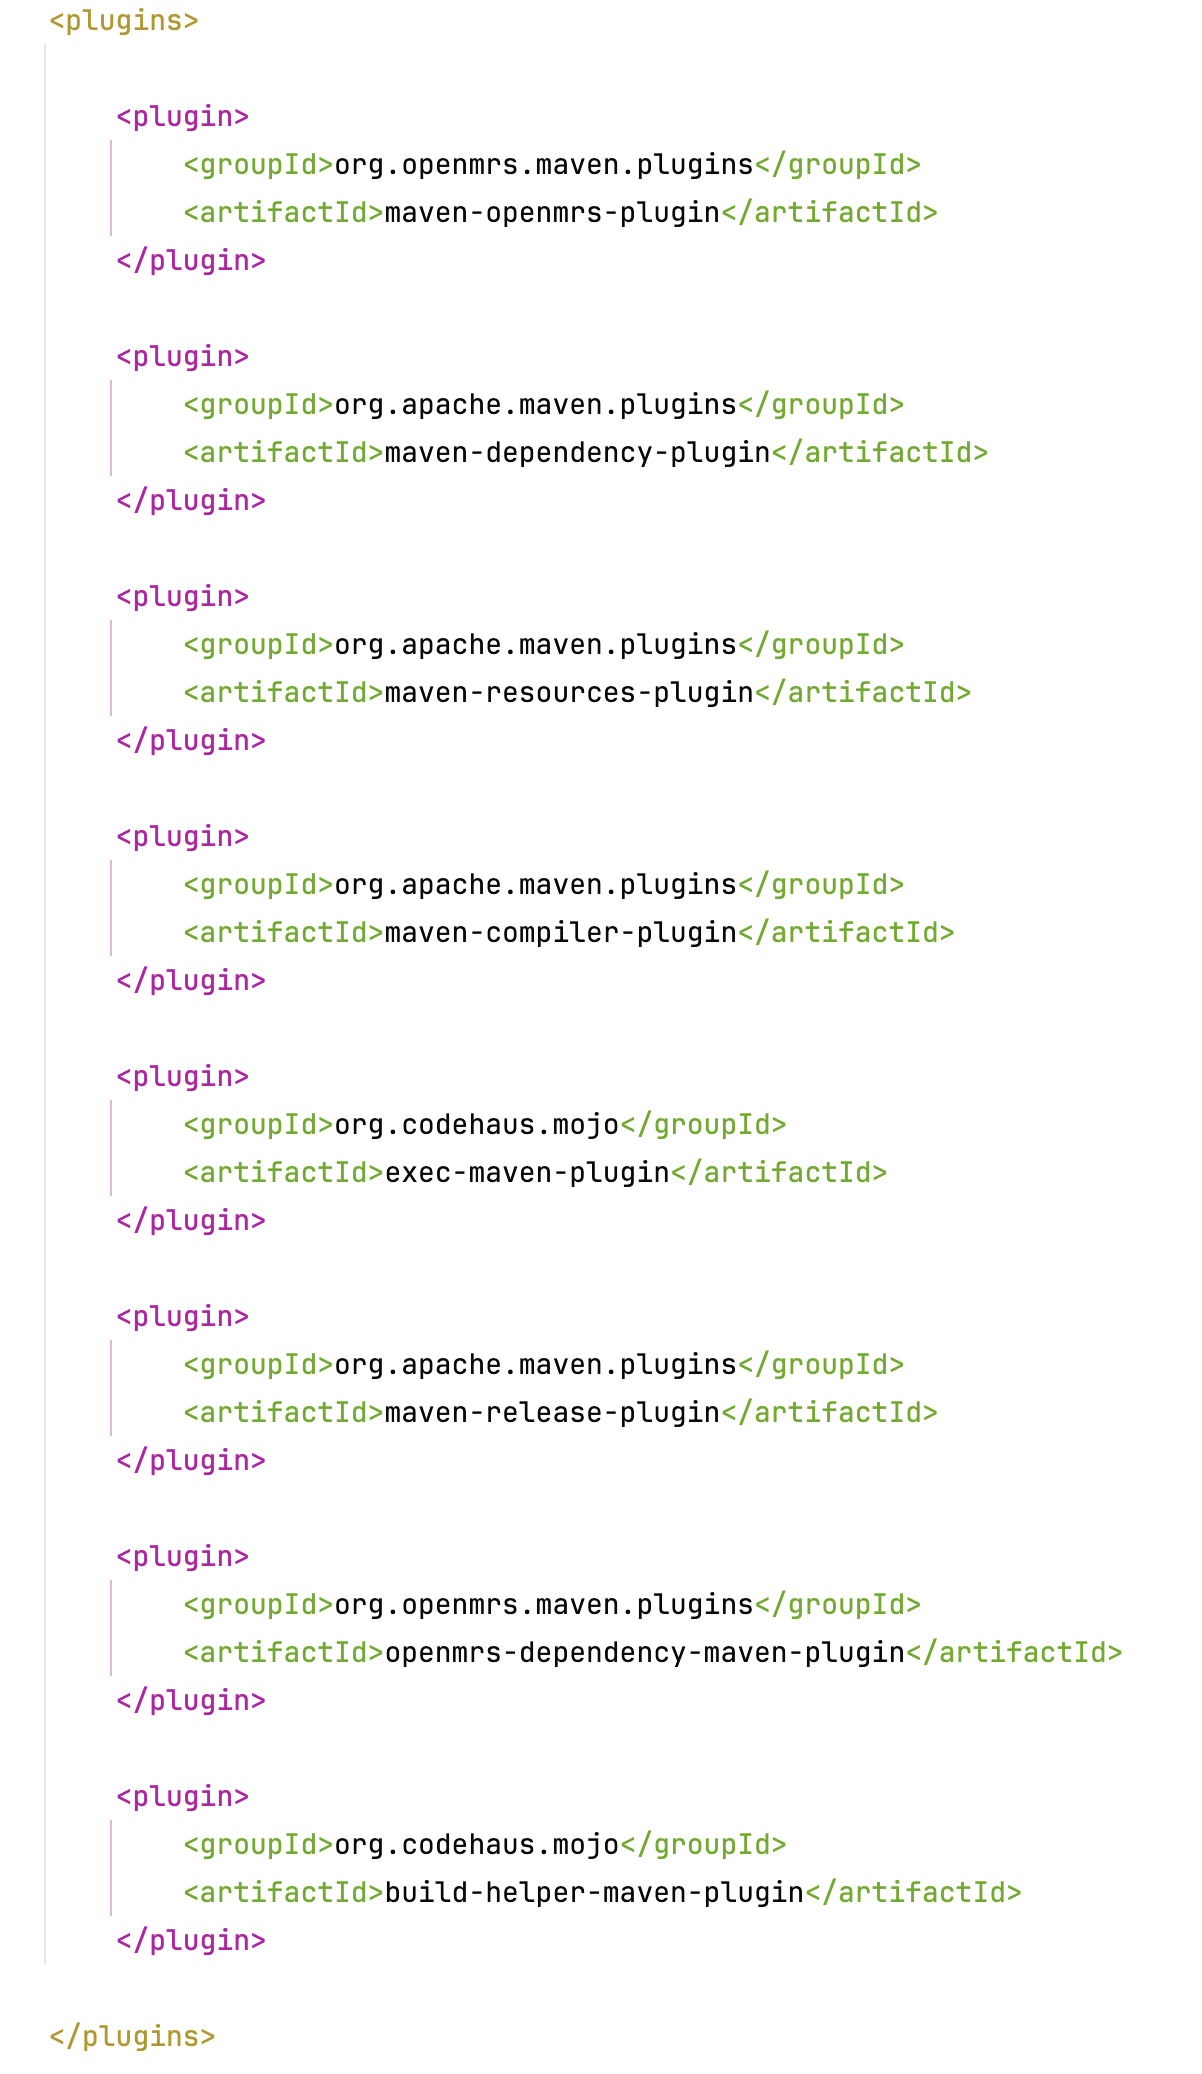 <plugins>
<plugin>
<groupId>org.openmrs.maven.plugins</groupId>
<artifactId>maven-openmrs-plugin</artifactId>
</plugin>
<plugin>
<groupId>org.apache.maven.plugins</groupId>
<artifactId>maven-dependency-plugin</artifactId>
</plugin>
<plugin>
<groupId>org.apache.maven.plugins</groupId>
<artifactId>maven-resources-plugin</artifactId>
</plugin>
<plugin>
<groupId>org.apache.maven.plugins</groupId>
<artifactId>maven-compiler-plugin</artifactId>
</plugin>
<plugin>
<groupId>org.codehaus.mojo</groupId>
<artifactId>exec-maven-plugin</artifactId>
</plugin>
<plugin>
<groupId>org.apache.maven.plugins</groupId>
<artifactId>maven-release-plugin</artifactId>
</plugin>
<plugin>
<groupId>org.openmrs.maven.plugins</groupId>
<artifactId>openmrs-dependency-maven-plugin</artifactId>
</plugin>
<plugin>
<groupId>org.codehaus.mojo</groupId>
<artifactId>build-helper-maven-plugin</artifactId>
</plugin>
</plugins>